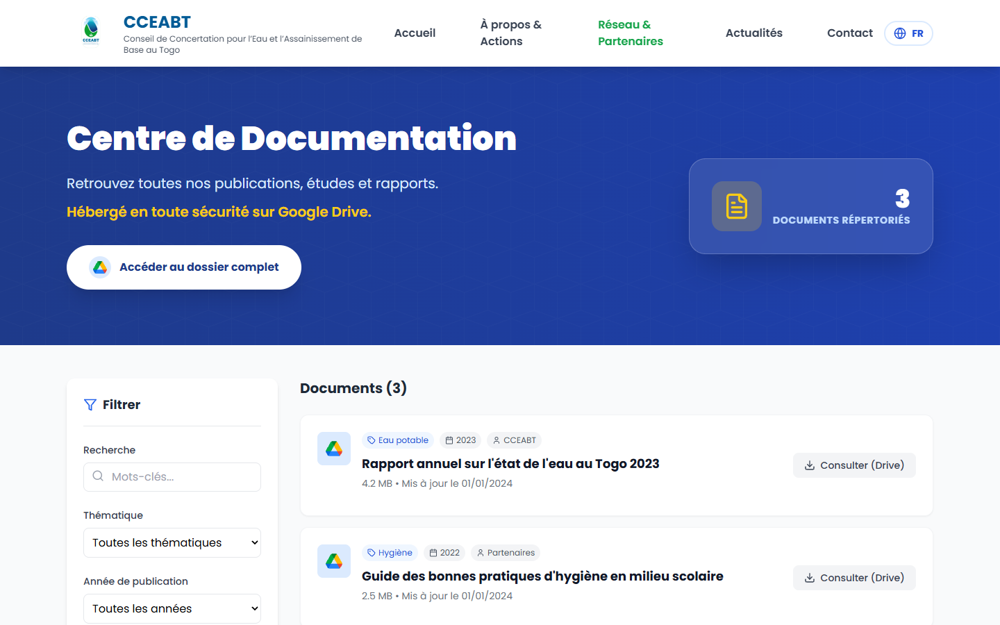 CCEABT
CCEABT
Conseil de Concertation pour l'Eau et l'Assainissement de
Base au Togo
Accueil
À propos &
Actions
Réseau &
Partenaires
Actualités
Contact
FR
Centre de Documentation
Retrouvez toutes nos publications, études et rapports.
Hébergé en toute sécurité sur Google Drive.
Accéder au dossier complet
3
DOCUMENTS RÉPERTORIÉS
Filtrer
Recherche
Mots-clés...
Thématique
Toutes les thématiques
Année de publication
Toutes les années
Documents (3)
Eau potable
2023
CCEABT
Rapport annuel sur l'état de l'eau au Togo 2023
4.2 MB • Mis à jour le 01/01/2024
Consulter (Drive)
Hygiène
2022
Partenaires
Guide des bonnes pratiques d'hygiène en milieu scolaire
2.5 MB • Mis à jour le 01/01/2024
Consulter (Drive)